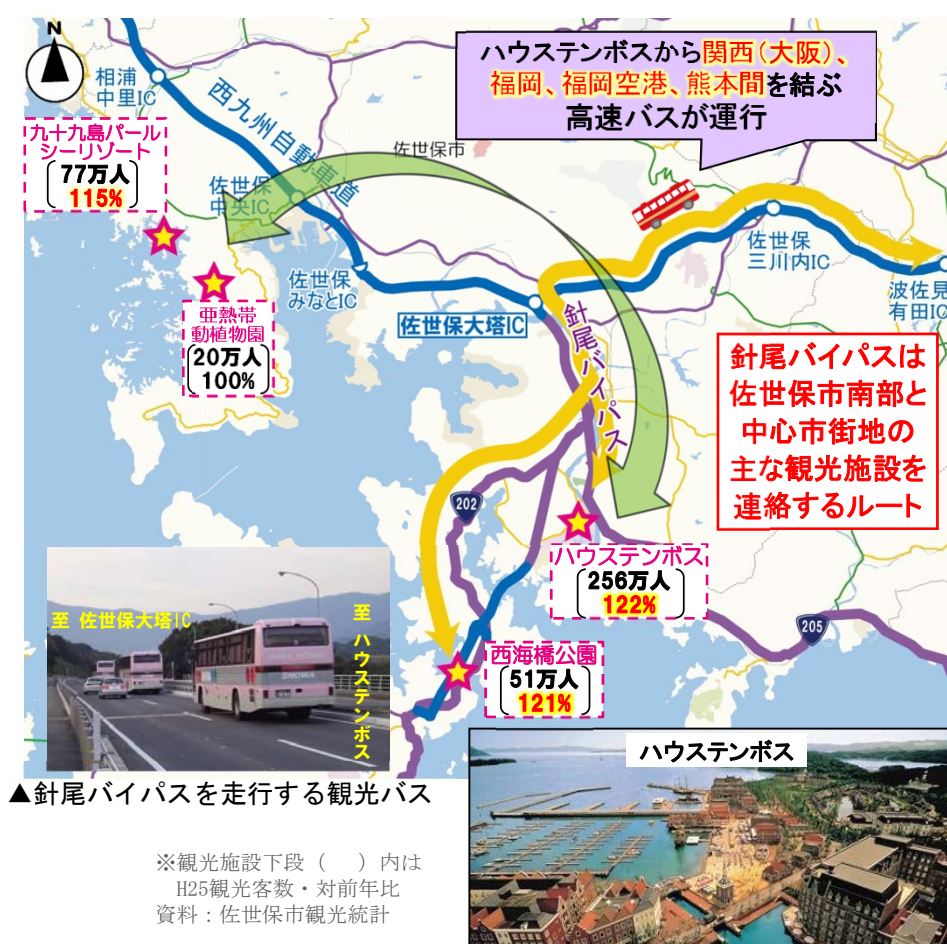 N
ハウステンボスから関西(大阪)、
福岡、福岡空港、熊本間を結ぶ
高速バスが運行
相浦
中里IC
西九州自動車道
九十九島パール
シーリゾート
77万人
115%
佐世保市
佐世保
中央IC
佐世保
みなとIC
佐世保
三川内IC
波佐見
有田IC
佐世保大塔IC
針尾バイパス
亜熱帯
動植物園
20万人
100%
針尾バイパスは
佐世保市南部と
中心市街地の
主な観光施設を
連絡するルート
202
ハウステンボス
256万人
122%
205
西海橋公園
51万人
121%
至 佐世保大塔IC
至 ハウステンボス
SHOWA
▲針尾バイパスを走行する観光バス
ハウステンボス
※観光施設下段( )内は
H25観光客数・対前年比
資料:佐世保市観光統計